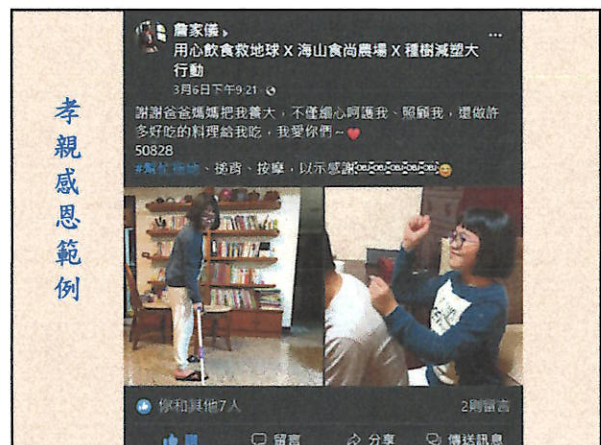 孝親感恩範例
詹家儀▸
用心飲食救地球 X 海山食尚農場 X 種樹減塑大
行動
3月6日下午9:21
謝謝爸爸媽媽把我養大，不僅細心呵護我、照顧我，還做許
多好吃的料理給我吃，我愛你們~❤️
50828
#幫忙拖地、搥背、按摩，以示感謝
你和其他7人
2則留言
讚
留言
分享
傳送訊息